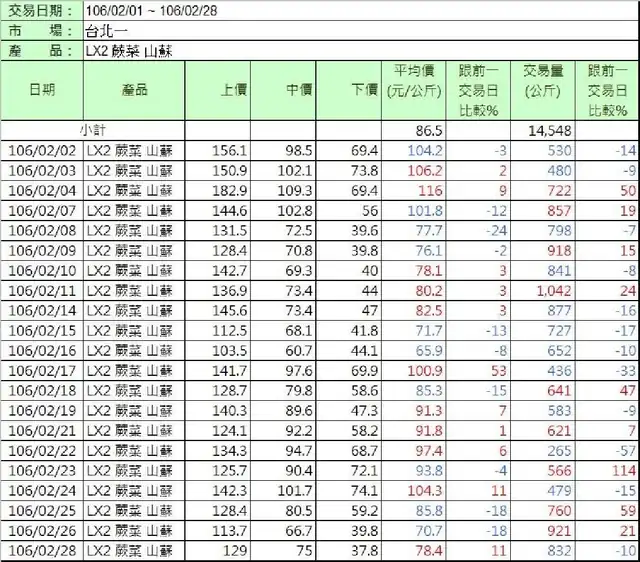 交易日期： 106/02/01 ~ 106/02/28
市　　場： 台北一
產　　品： LX2 蕨菜 山蘇
日期 產品 上價 中價 下價 平均價 (元/公斤) 跟前一交易日比較% 交易量 (公斤) 跟前一交易日比較%
小計 86.5 14,548
106/02/02 LX2 蕨菜 山蘇 156.1 98.5 69.4 104.2 -3 530 -14
106/02/03 LX2 蕨菜 山蘇 150.9 102.1 73.8 106.2 2 480 -9
106/02/04 LX2 蕨菜 山蘇 182.9 109.3 69.4 116 9 722 50
106/02/07 LX2 蕨菜 山蘇 144.6 102.8 56 101.8 -12 857 19
106/02/08 LX2 蕨菜 山蘇 131.5 72.5 39.6 77.7 -24 798 -7
106/02/09 LX2 蕨菜 山蘇 128.4 70.8 39.8 76.1 -2 918 15
106/02/10 LX2 蕨菜 山蘇 142.7 69.3 40 78.1 3 841 -8
106/02/11 LX2 蕨菜 山蘇 136.9 73.4 44 80.2 3 1,042 24
106/02/14 LX2 蕨菜 山蘇 145.6 73.4 47 82.5 3 877 -16
106/02/15 LX2 蕨菜 山蘇 112.5 68.1 41.8 71.7 -13 727 -17
106/02/16 LX2 蕨菜 山蘇 103.5 60.7 44.1 65.9 -8 652 -10
106/02/17 LX2 蕨菜 山蘇 141.7 97.6 69.9 100.9 53 436 -33
106/02/18 LX2 蕨菜 山蘇 128.7 79.8 58.6 85.3 -15 641 47
106/02/19 LX2 蕨菜 山蘇 140.3 89.6 47.3 91.3 7 583 -9
106/02/21 LX2 蕨菜 山蘇 124.1 92.2 58.2 91.8 1 621 7
106/02/22 LX2 蕨菜 山蘇 134.3 94.7 68.7 97.4 6 265 -57
106/02/23 LX2 蕨菜 山蘇 125.7 90.4 72.1 93.8 -4 566 114
106/02/24 LX2 蕨菜 山蘇 142.3 101.7 74.1 104.3 11 479 -15
106/02/25 LX2 蕨菜 山蘇 128.4 80.5 59.2 85.8 -18 760 59
106/02/26 LX2 蕨菜 山蘇 113.7 66.7 39.8 70.7 -18 921 21
106/02/28 LX2 蕨菜 山蘇 129 75 37.8 78.4 11 832 -10